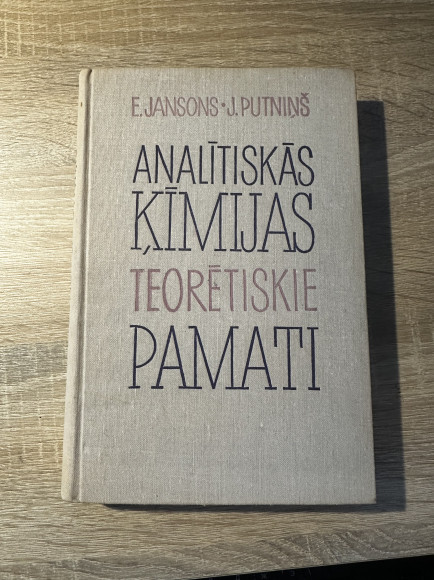 E. JANSONS • J. PUTNIŅŠ
ANALĪTISKĀS
ĶĪMIJAS
TEORĒTISKIE
PAMATI